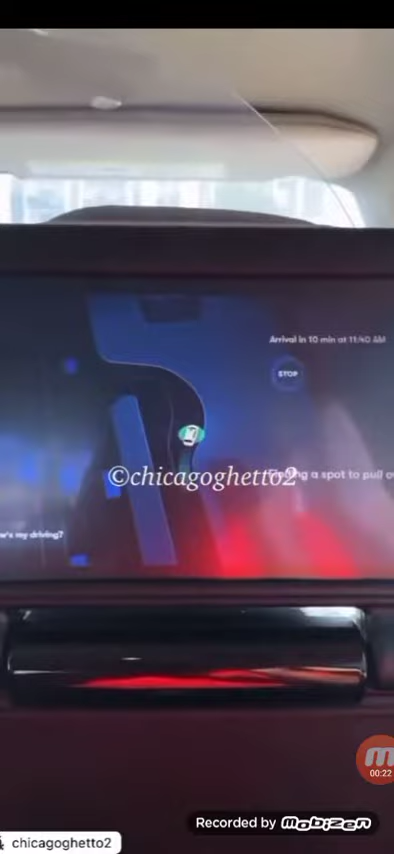 Arrival in 10 min at 11:40 AM
STOP
©chicagoghetto2
a spot to pull
my driving?
00:22
Recorded by mobizen
chicagoghetto2